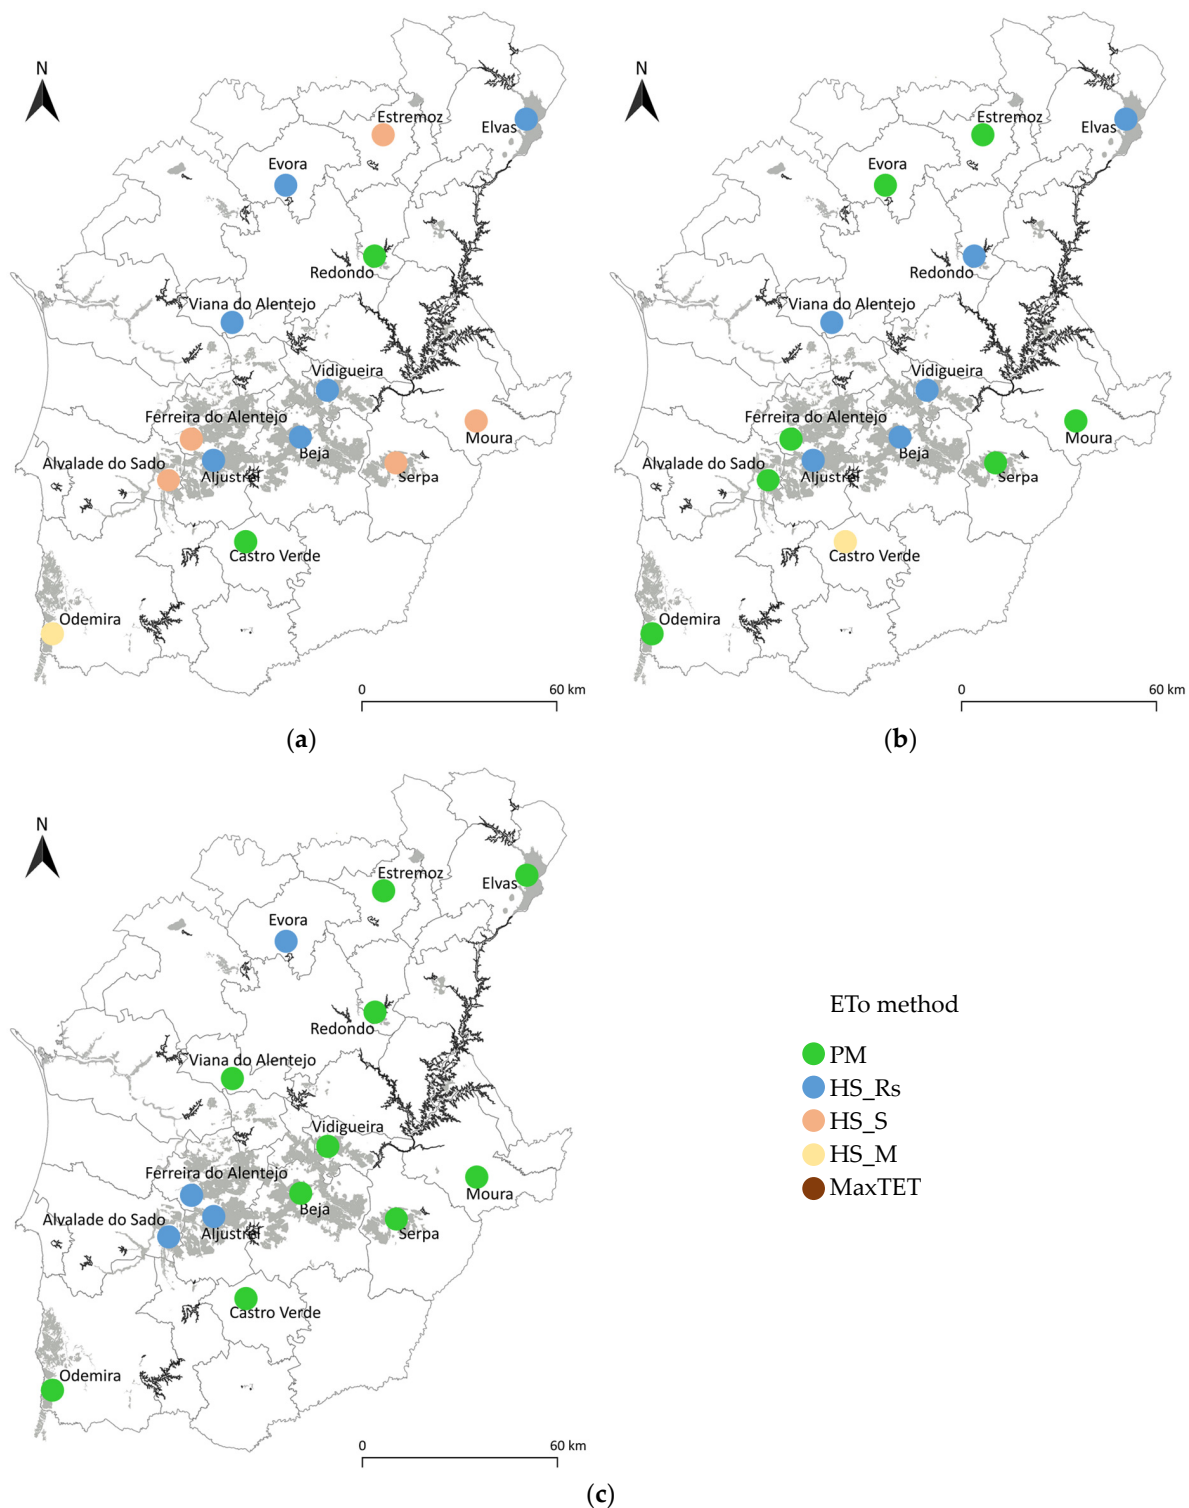 N
Estremoz
Elvas
Evora
Redondo
Viana do Alentejo
Vidigueira
Ferreira do Alentejo
Moura
Beja
Alvalade do Sado
Aljustrel
Serpa
Castro Verde
Odemira
0 60 km
(a)
N
Estremoz
Elvas
Evora
Redondo
Viana do Alentejo
Vidigueira
Ferreira do Alentejo
Moura
Beja
Alvalade do Sado
Aljustrel
Serpa
Castro Verde
Odemira
0 60 km
(b)
N
Estremoz
Elvas
Evora
Redondo
Viana do Alentejo
Vidigueira
Ferreira do Alentejo
Moura
Beja
Alvalade do Sado
Aljustrel
Serpa
Castro Verde
Odemira
0 60 km
(c)
ETo method
PM
HS_Rs
HS_S
HS_M
MaxTET